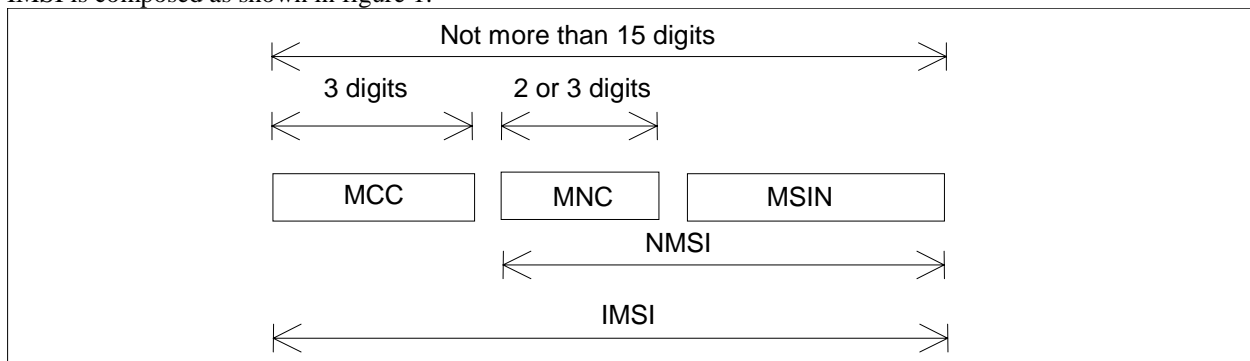 IMSI is composed as shown in figure 1.
Not more than 15 digits
3 digits 2 or 3 digits
MCC MNC MSIN
NMSI
IMSI